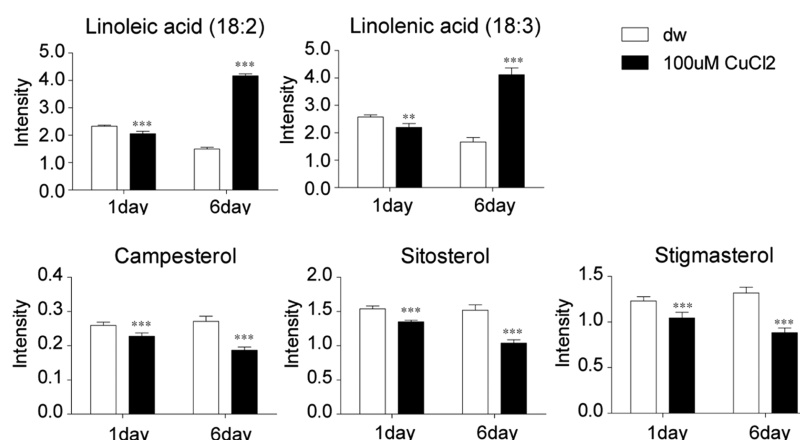 Linoleic acid (18:2)
Linolenic acid (18:3)
dw
100uM CuCl2
Intensity
5.0
4.0
3.0
2.0
1.0
0.0
***
***
1day
6day
Intensity
5.0
4.0
3.0
2.0
1.0
0.0
**
***
1day
6day
Campesterol
Intensity
0.4
0.3
0.2
0.1
0.0
***
***
1day
6day
Sitosterol
Intensity
2.0
1.5
1.0
0.5
0.0
***
***
1day
6day
Stigmasterol
Intensity
1.5
1.0
0.5
0.0
***
***
1day
6day